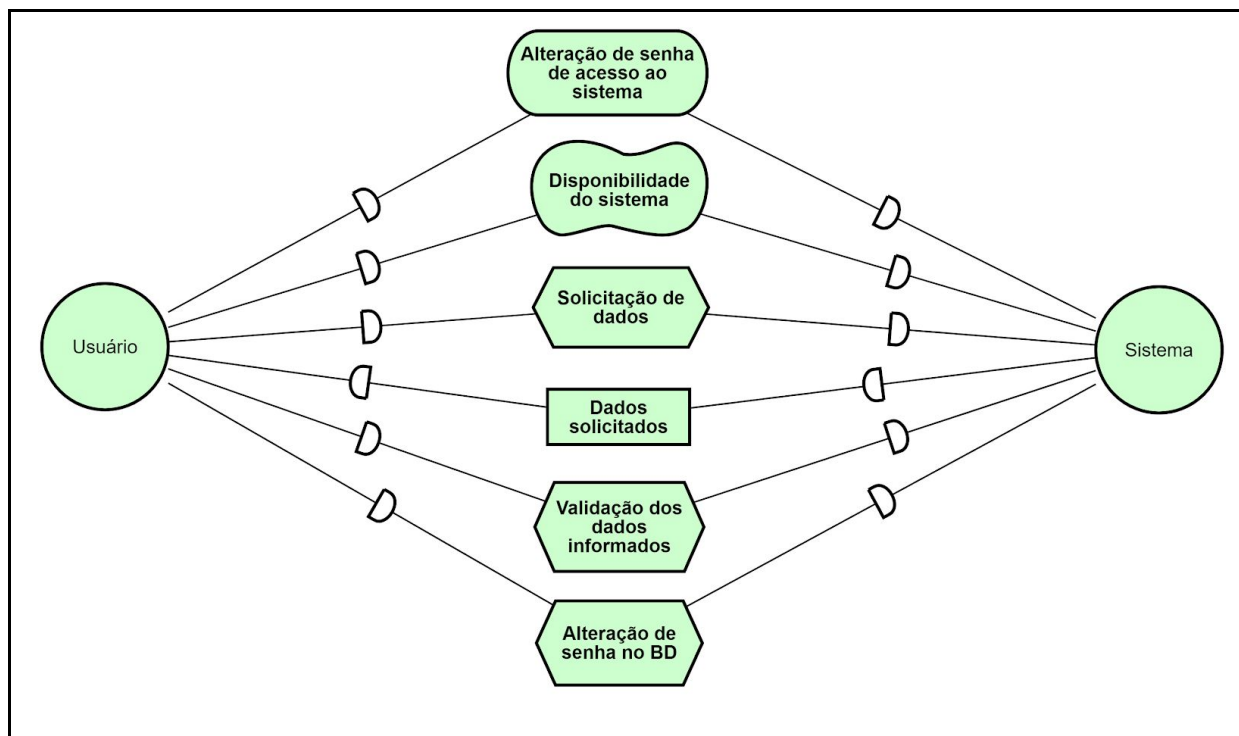 Alteração de senha
de acesso ao
sistema
Disponibilidade
do sistema
Solicitação de
dados
Usuário
Sistema
Dados
solicitados
Validação dos
dados
informados
Alteração de
senha no BD